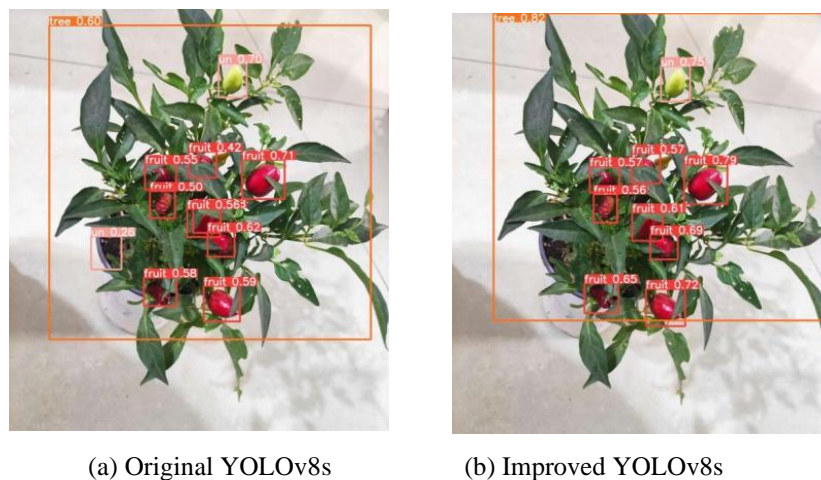 tree 0.60
un 0.70
fruit 0.42
fruit 0.55
fruit 0.71
fruit 0.50
fruit 0.561
fruit 0.62
un 0.26
fruit 0.58
fruit 0.59
(a) Original YOLOv8s
tree 0.82
un 0.75
fruit 0.57
fruit 0.57
fruit 0.79
fruit 0.56
fruit 0.61
fruit 0.69
fruit 0.65
fruit 0.72
(b) Improved YOLOv8s